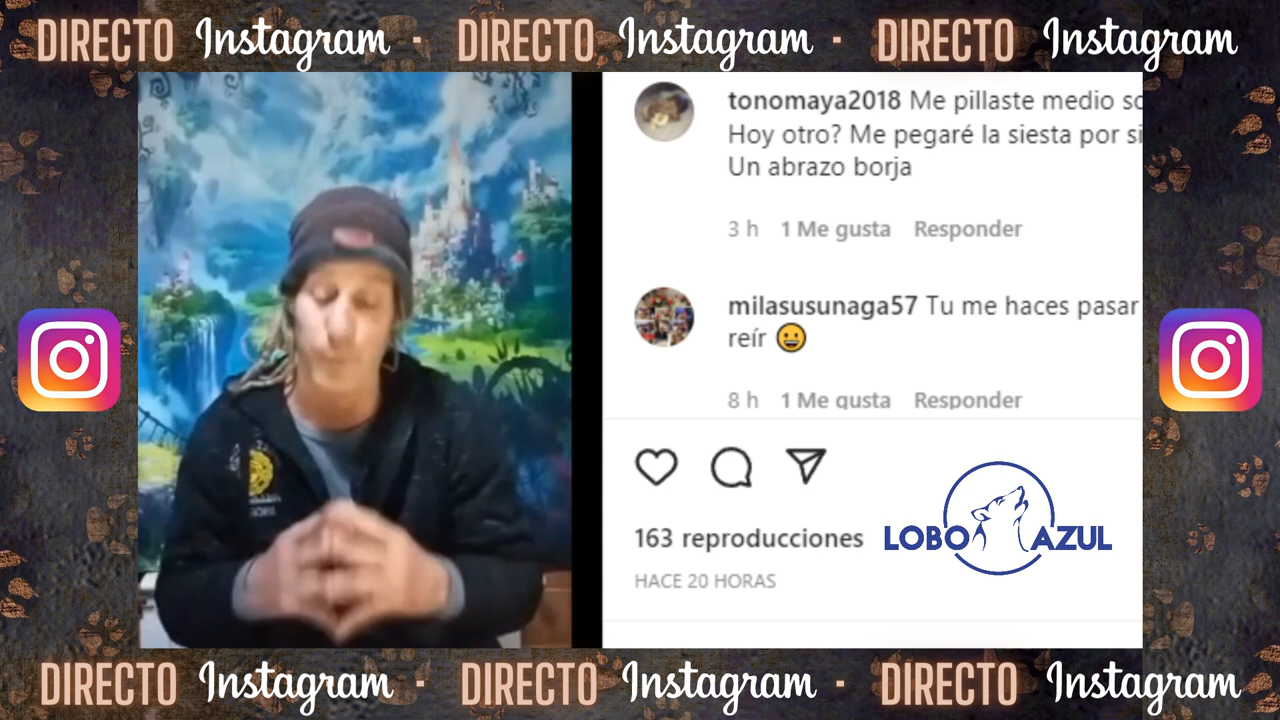 DIRECTO Instagram · DIRECTO Instagram · DIRECTO Instagram
tonomaya2018 Me pillaste medio
Hoy otro? Me pegaré la siesta por si
Un abrazo borja
3 h 1 Me gusta Responder
milasusunaga57 Tu me haces pasar
reír 😀
8 h 1 Me gusta Responder
163 reproducciones
HACE 20 HORAS
LOBO AZUL
DIRECTO Instagram · DIRECTO Instagram · DIRECTO Instagram